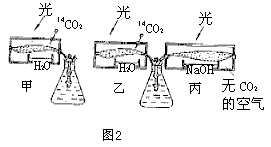 光 ¹⁴CO₂ 光 ¹⁴CO₂ 光
甲 H₂O 乙 H₂O 丙 NaOH 无 CO₂
的空气
图2